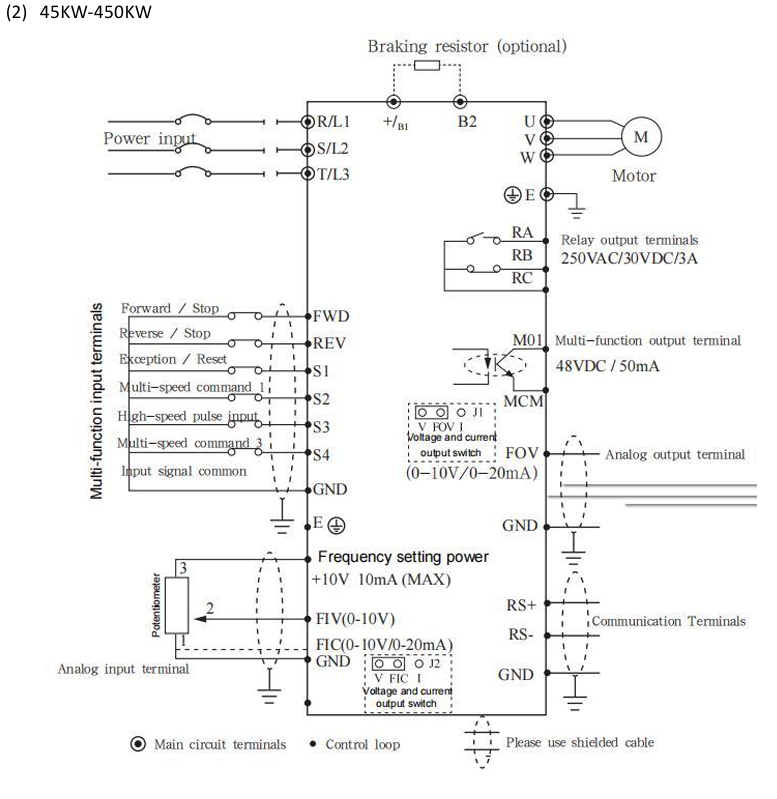 (2) 45KW-450KW
Braking resistor (optional)
+/B1
B2
R/L1
Power input
S/L2
T/L3
U
V
W
M
Motor
E
RA
RB
RC
Relay output terminals
250VAC/30VDC/3A
Multi-function input terminals
Forward / Stop
FWD
Reverse / Stop
REV
Exception / Reset
S1
Multi-speed command 1
S2
High-speed pulse input
S3
Multi-speed command 3
S4
Input signal common
GND
E
M01
Multi-function output terminal
48VDC / 50mA
MCM
J1
V FOV I
Voltage and current
output switch
(0-10V/0-20mA)
FOV
Analog output terminal
GND
Frequency setting power
+10V 10mA (MAX)
Potentiometer
3
2
1
FIV(0-10V)
FIC(0-10V/0-20mA)
GND
Analog input terminal
J2
V FIC I
Voltage and current
output switch
RS+
Communication Terminals
RS-
GND
Main circuit terminals
Control loop
Please use shielded cable